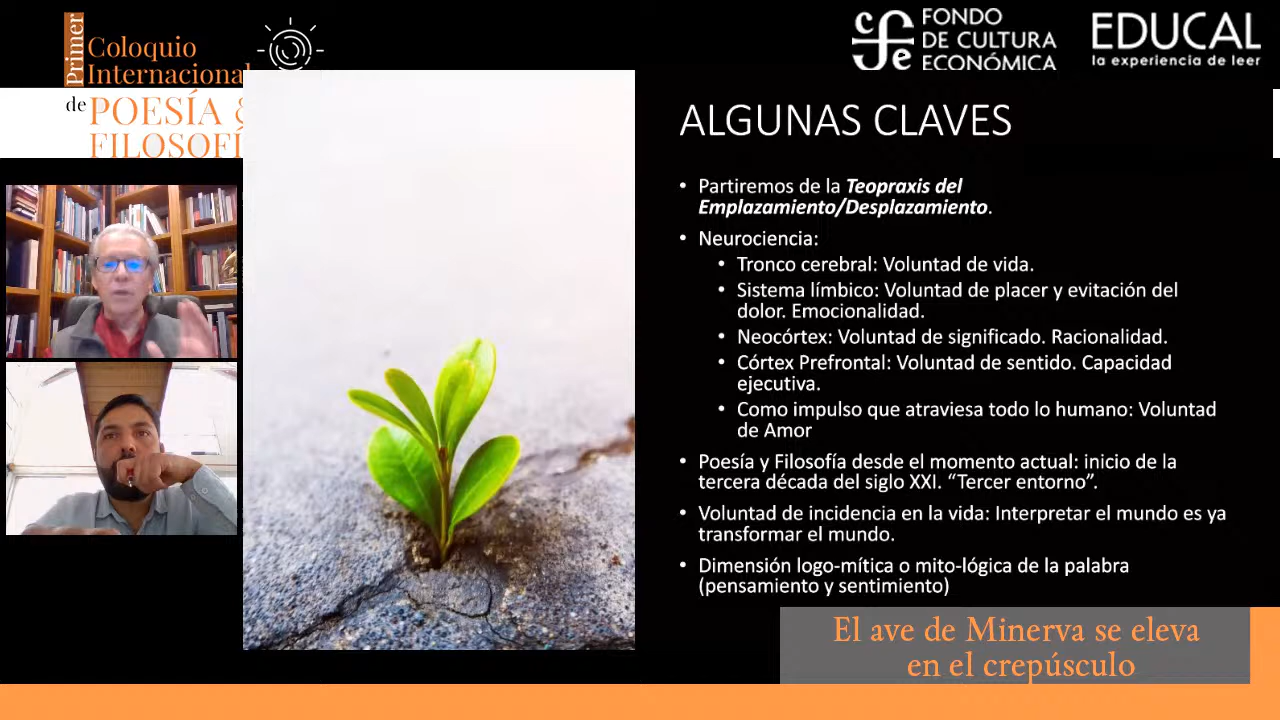 Primer
Coloquio
Internacional
de POESÍA &
FILOSOFÍ
FONDO
DE CULTURA
ECONÓMICA
EDUCAL
la experiencia de leer
ALGUNAS CLAVES
• Partiremos de la Teopraxis del
Emplazamiento/Desplazamiento.
• Neurociencia:
• Tronco cerebral: Voluntad de vida.
• Sistema límbico: Voluntad de placer y evitación del
dolor. Emocionalidad.
• Neocórtex: Voluntad de significado. Racionalidad.
• Córtex Prefrontal: Voluntad de sentido. Capacidad
ejecutiva.
• Como impulso que atraviesa todo lo humano: Voluntad
de Amor
• Poesía y Filosofía desde el momento actual: inicio de la
tercera década del siglo XXI. “Tercer entorno”.
• Voluntad de incidencia en la vida: Interpretar el mundo es ya
transformar el mundo.
• Dimensión logo-mítica o mito-lógica de la palabra
(pensamiento y sentimiento)
El ave de Minerva se eleva
en el crepúsculo